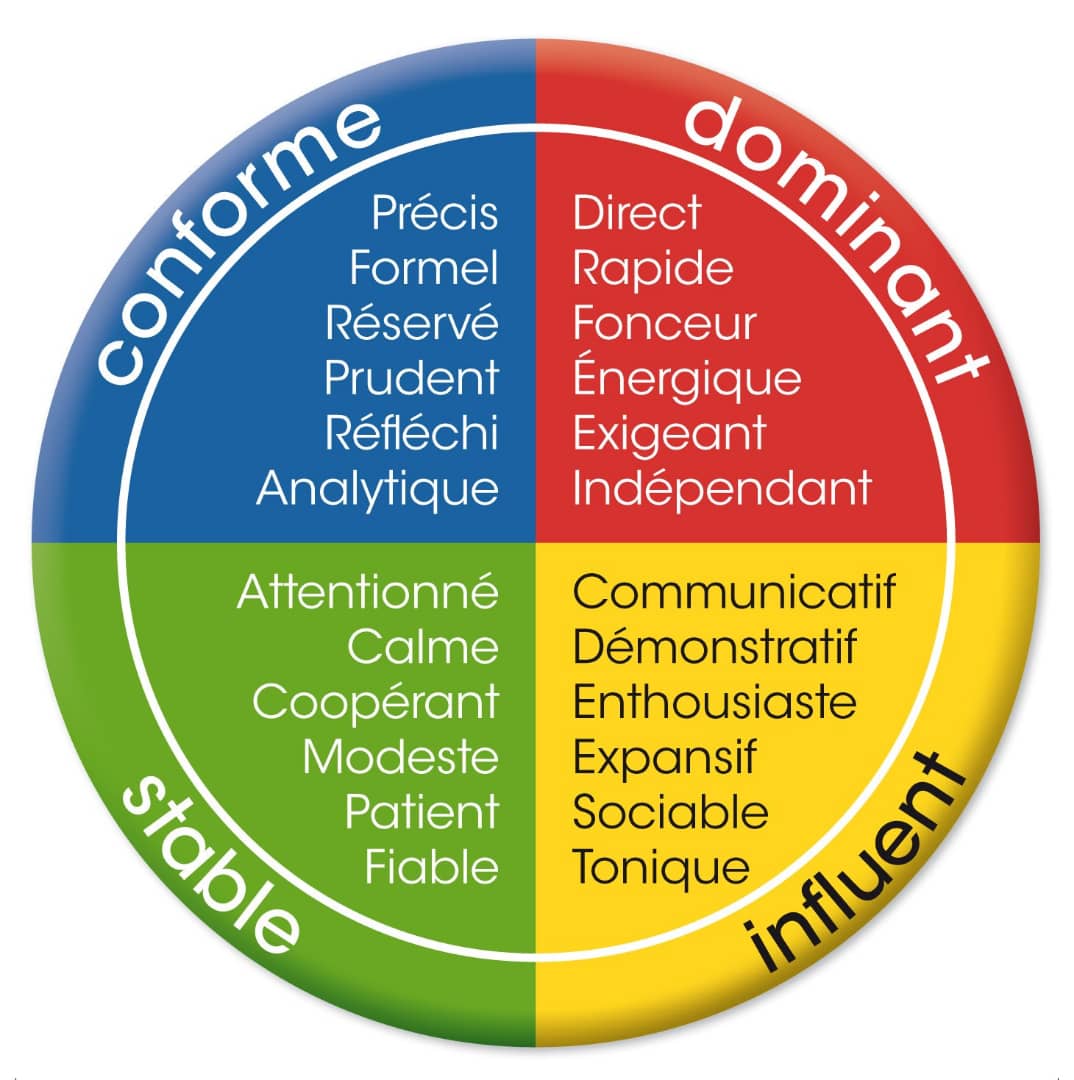 conforme
Précis
Formel
Réservé
Prudent
Réfléchi
Analytique
dominant
Direct
Rapide
Fonceur
Énergique
Exigeant
Indépendant
stable
Attentionné
Calme
Coopérant
Modeste
Patient
Fiable
influent
Communicatif
Démonstratif
Enthousiaste
Expansif
Sociable
Tonique